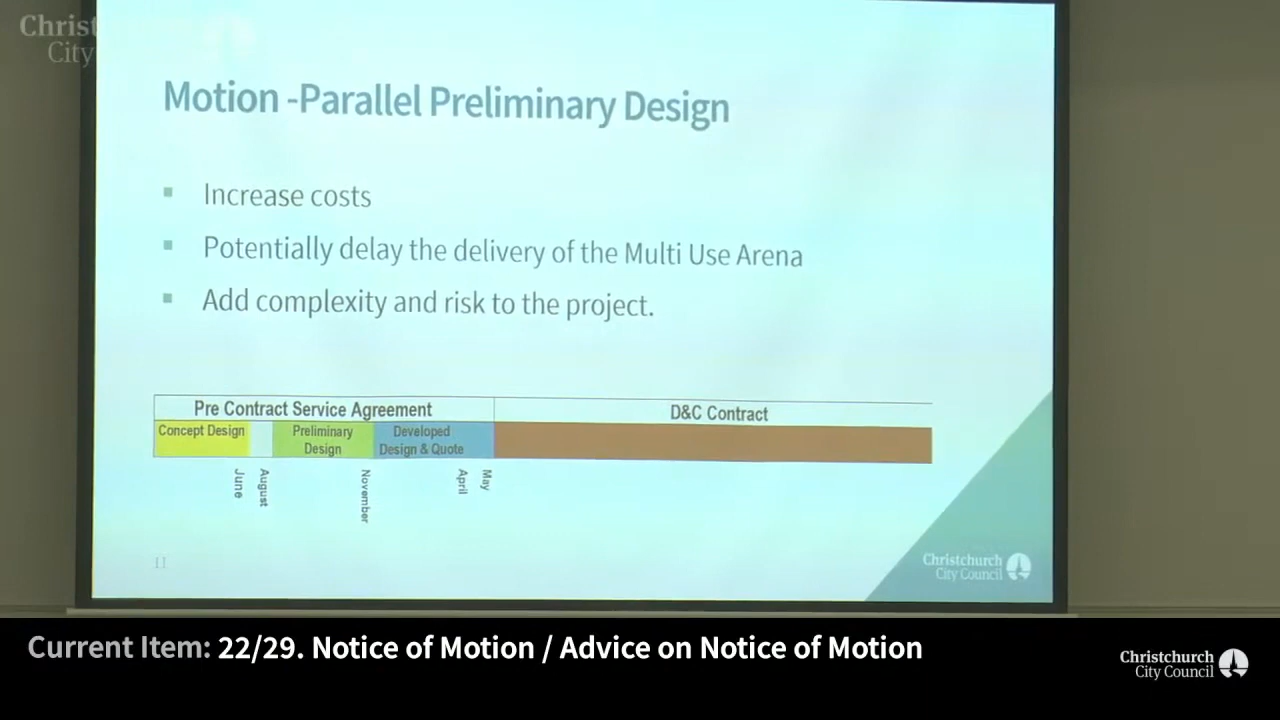 Christ
City
Motion -Parallel Preliminary Design
Increase costs
Potentially delay the delivery of the Multi Use Arena
Add complexity and risk to the project.
Pre Contract Service Agreement
D&C Contract
Concept Design
Preliminary
Design
Developed
Design & Quote
June
August
November
April
May
11
Christchurch
City Council
Current Item: 22/29. Notice of Motion / Advice on Notice of Motion
Christchurch
City Council